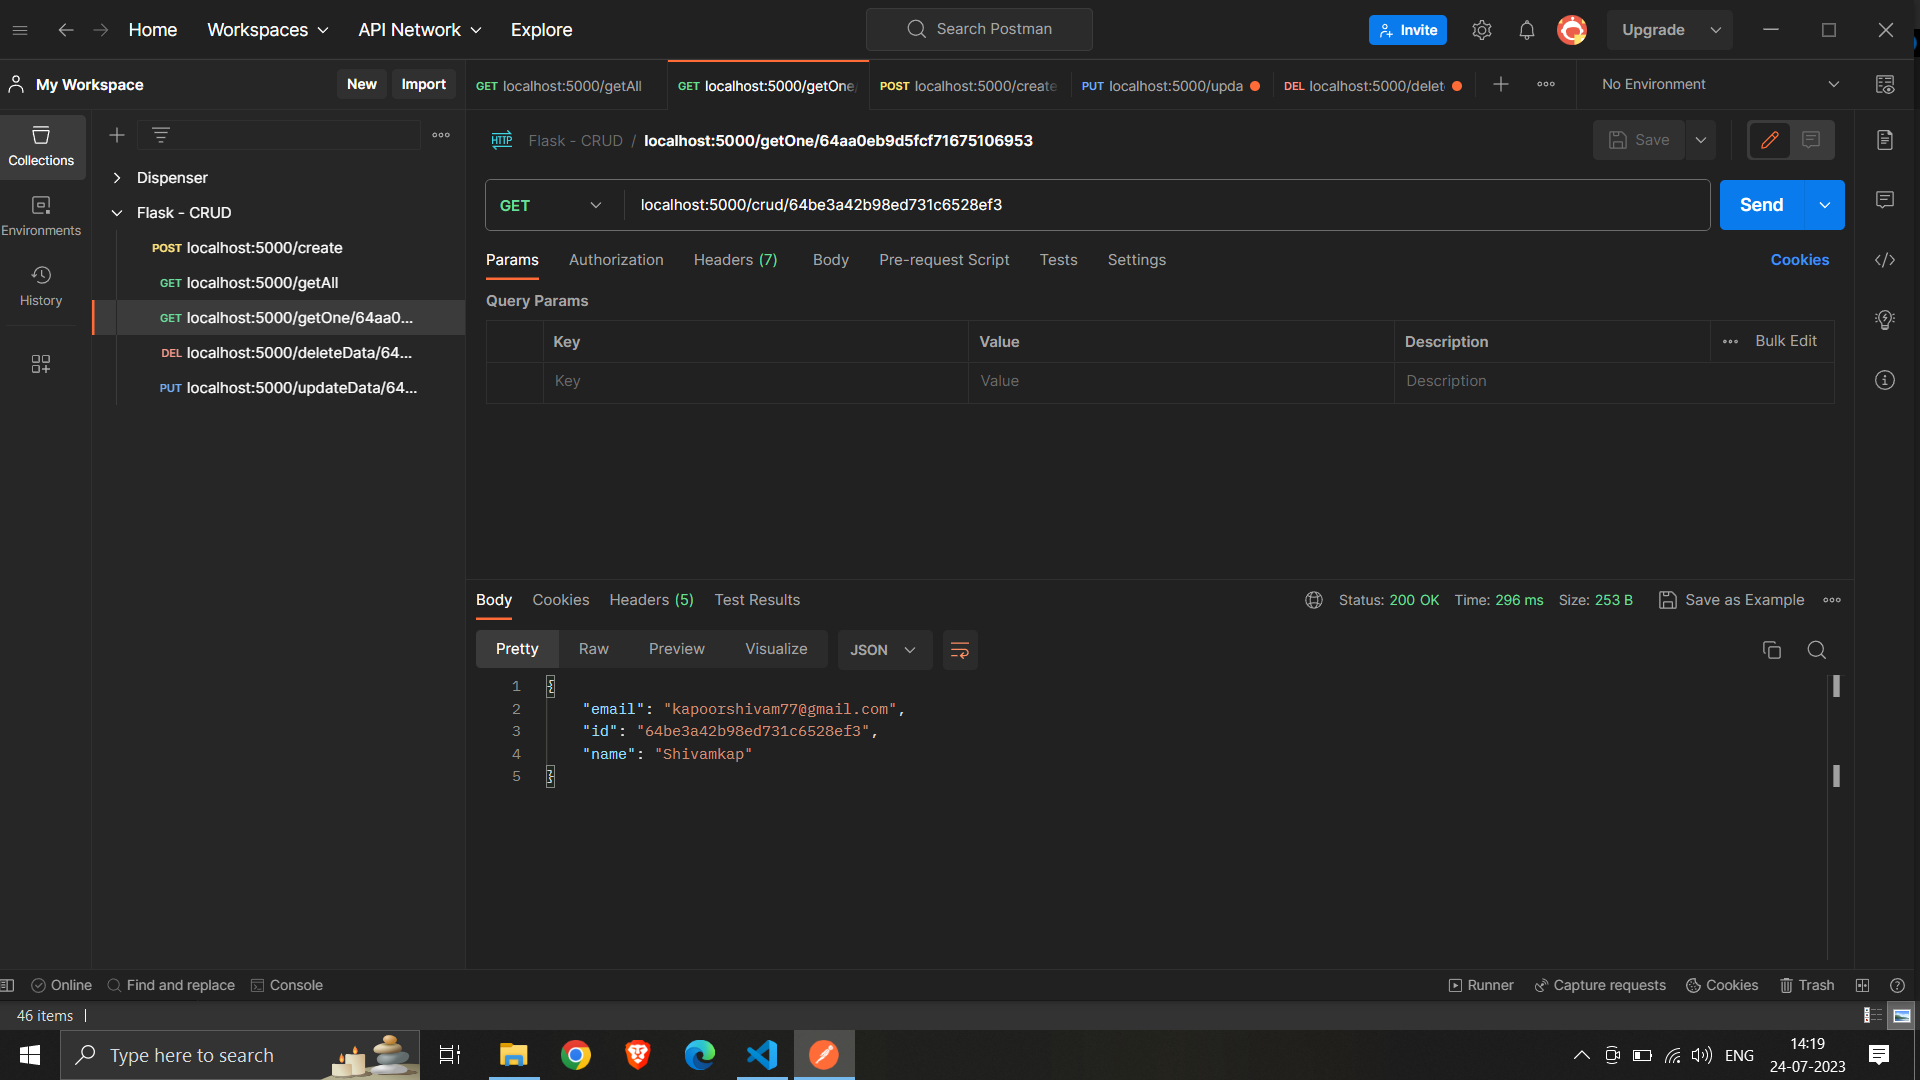 Home Workspaces API Network Explore Search Postman Invite Upgrade
My Workspace New Import GET localhost:5000/getAll GET localhost:5000/getOne/ POST localhost:5000/create PUT localhost:5000/upda DEL localhost:5000/delet No Environment
Collections
Environments
History
Dispenser
Flask - CRUD
POST localhost:5000/create
GET localhost:5000/getAll
GET localhost:5000/getOne/64aa0...
DEL localhost:5000/deleteData/64...
PUT localhost:5000/updateData/64...
HTTP Flask - CRUD / localhost:5000/getOne/64aa0eb9d5fcf71675106953 Save
GET localhost:5000/crud/64be3a42b98ed731c6528ef3 Send
Params Authorization Headers (7) Body Pre-request Script Tests Settings Cookies
Query Params
Key Value Description Bulk Edit
Key Value Description
Body Cookies Headers (5) Test Results Status: 200 OK Time: 296 ms Size: 253 B Save as Example
Pretty Raw Preview Visualize JSON
1 {
2 "email": "kapoorshivam77@gmail.com",
3 "id": "64be3a42b98ed731c6528ef3",
4 "name": "Shivamkap"
5 }
Online Find and replace Console Runner Capture requests Cookies Trash
46 items
Type here to search ENG 14:19
24-07-2023